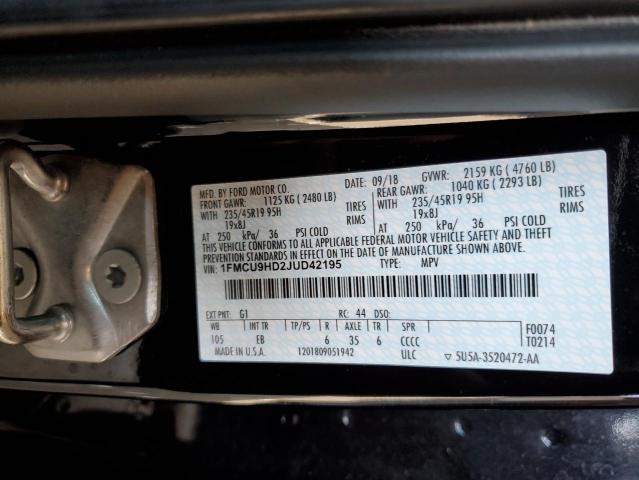 MFD. BY FORD MOTOR CO. DATE: 09/18 GVWR: 2159 KG (4760 LB)
FRONT GAWR: 1125 KG (2480 LB) REAR GAWR: 1040 KG (2293 LB)
WITH 235/45R19 95H TIRES WITH 235/45R19 95H TIRES
19x8J RIMS 19x8J RIMS
AT 250 kPa/ 36 PSI COLD AT 250 kPa/ 36 PSI COLD
THIS VEHICLE CONFORMS TO ALL APPLICABLE FEDERAL MOTOR VEHICLE SAFETY AND THEFT
PREVENTION STANDARDS IN EFFECT ON THE DATE OF MANUFACTURE SHOWN ABOVE.
VIN: 1FMCU9HD2JUD42195 TYPE: MPV
EXT PNT: G1 RC: 44 DSO:
WB INT TR TP/PS R AXLE TR SPR F0074
105 EB 6 35 6 CCCC T0214
MADE IN U.S.A. 1201809051942 ULC ▽ 5U5A-3520472-AA